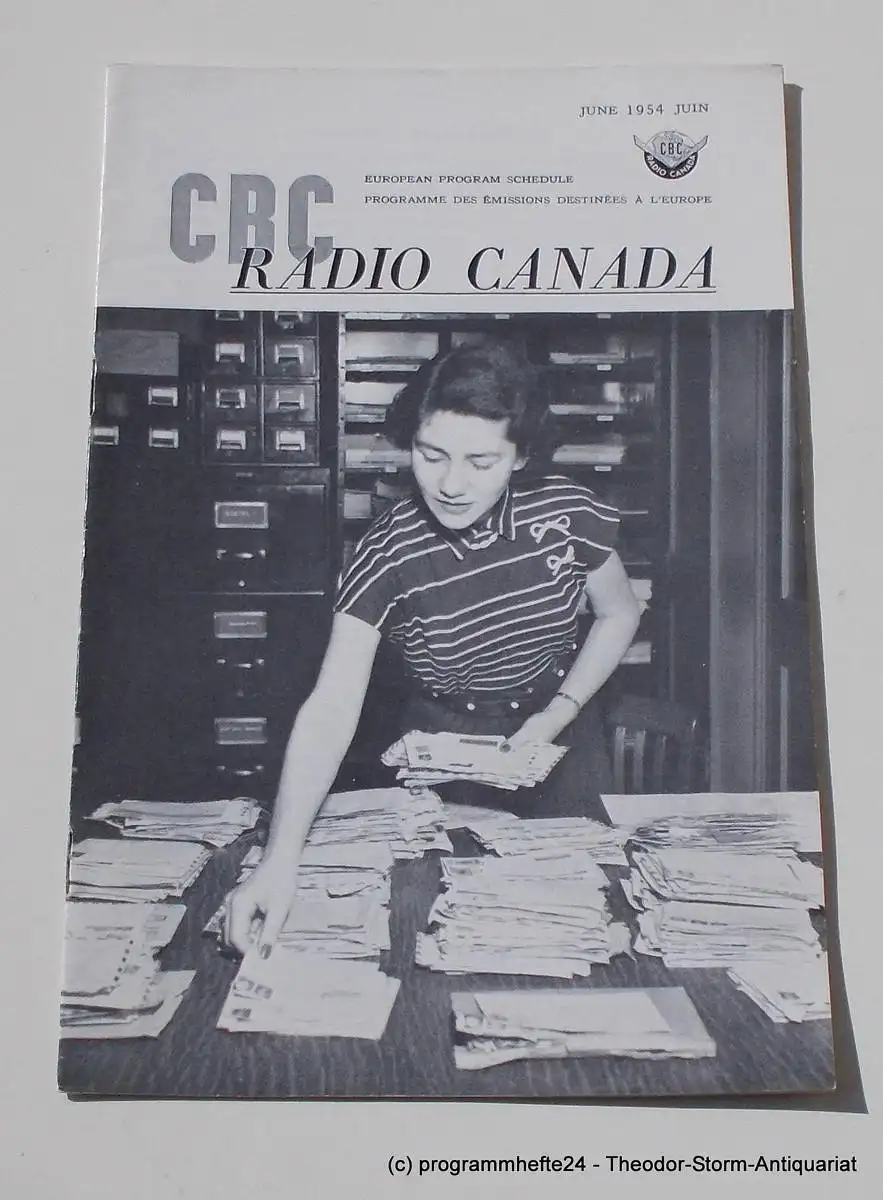 JUNE 1954 JUIN
CBC
RADIO CANADA
EUROPEAN PROGRAM SCHEDULE
PROGRAMME DES ÉMISSIONS DESTINÉES À L'EUROPE
CBC
RADIO CANADA
(c) programmhefte24 - Theodor-Storm-Antiquariat